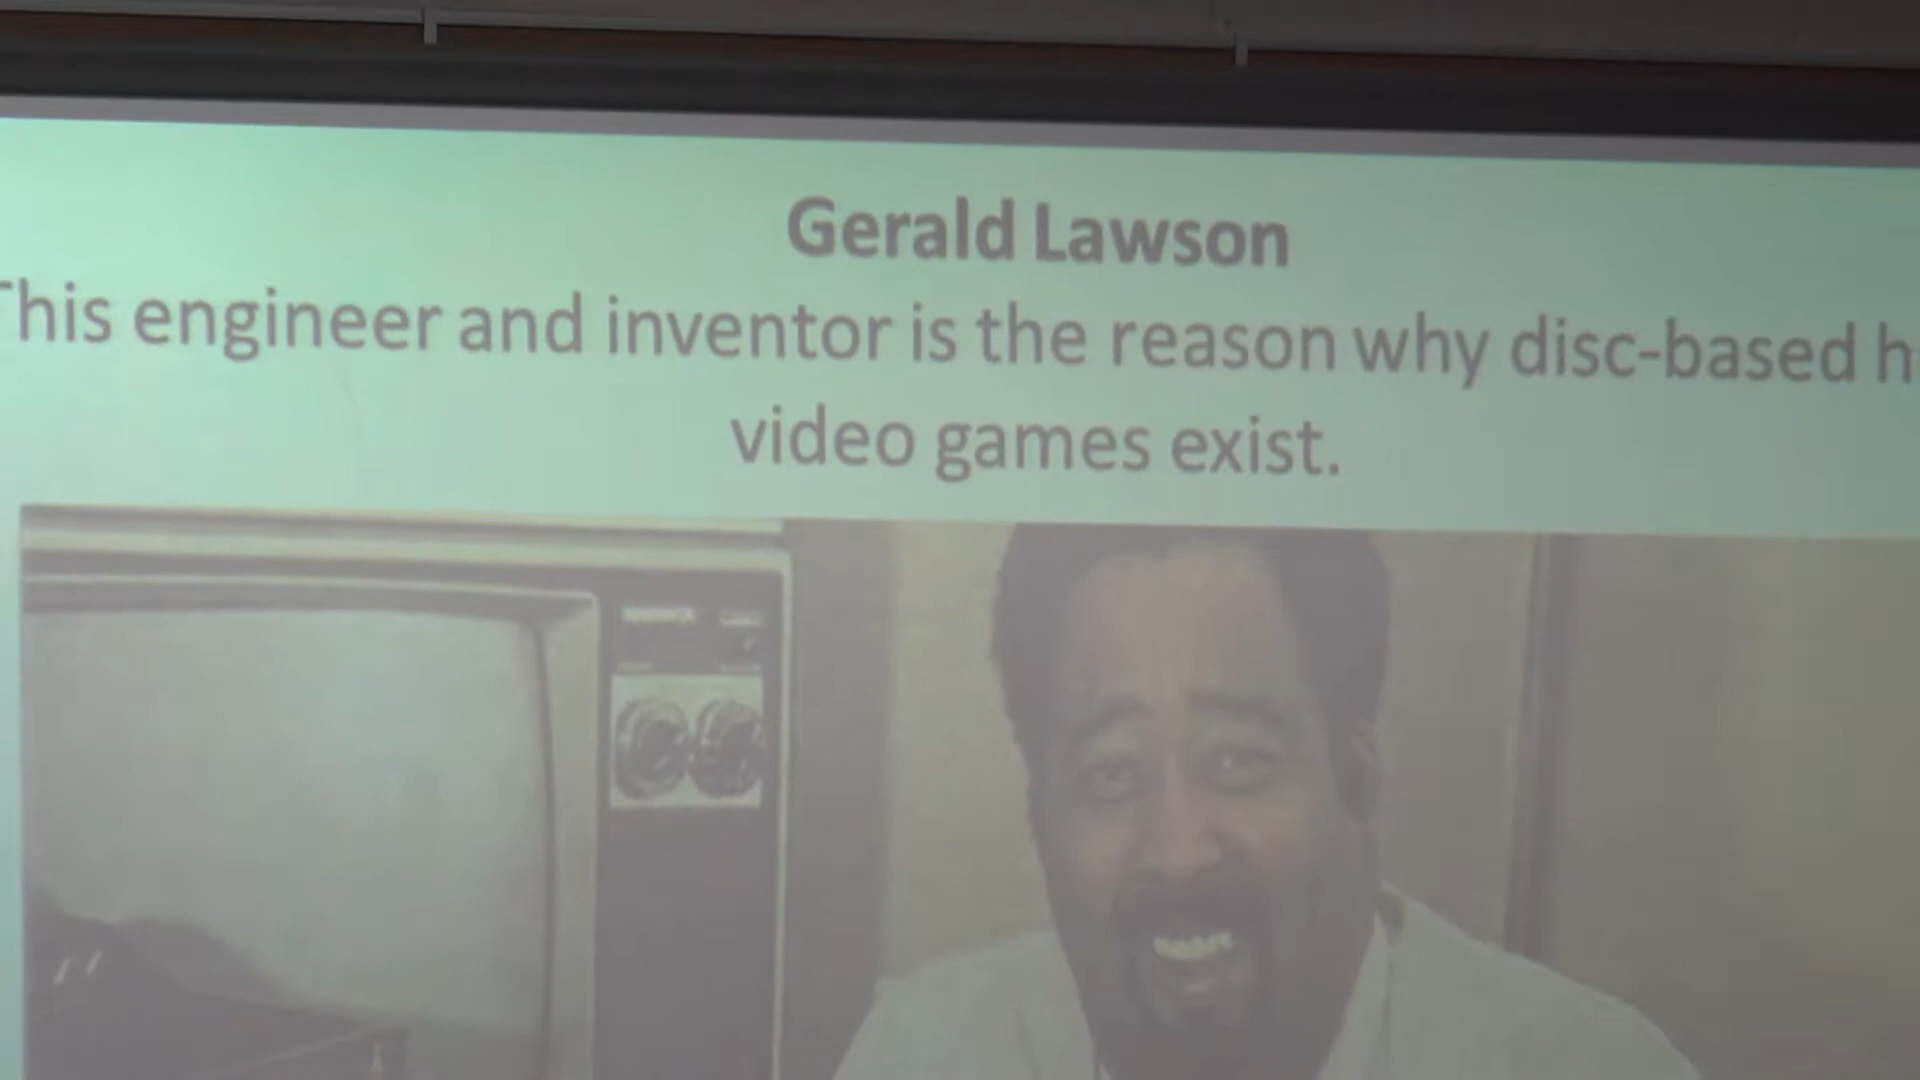 Gerald Lawson
This engineer and inventor is the reason why disc-based
video games exist.